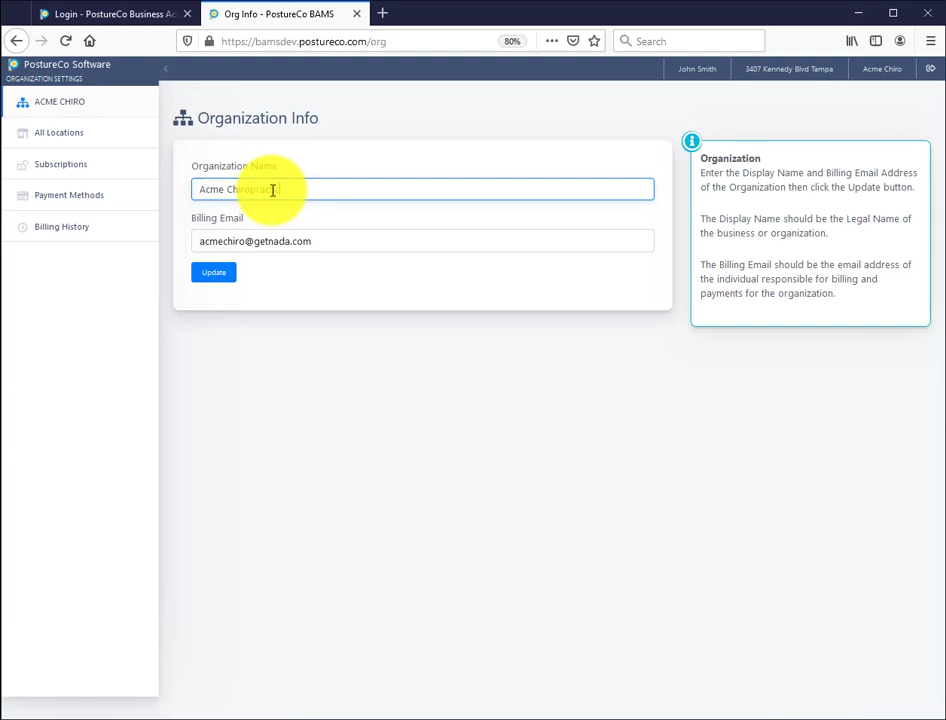 Login - PostureCo Business Ac
Org Info - PostureCo BAMS
https://bamsdev.postureco.com/org
80%
Search
PostureCo Software
ORGANIZATION SETTINGS
John Smith
3407 Kennedy Blvd Tampa
Acme Chiro
ACME CHIRO
All Locations
Subscriptions
Payment Methods
Billing History
Organization Info
Organization Name
Acme Chiropractic
Billing Email
acmechiro@getnada.com
Update
Organization
Enter the Display Name and Billing Email Address
of the Organization then click the Update button.
The Display Name should be the Legal Name of
the business or organization.
The Billing Email should be the email address of
the individual responsible for billing and
payments for the organization.